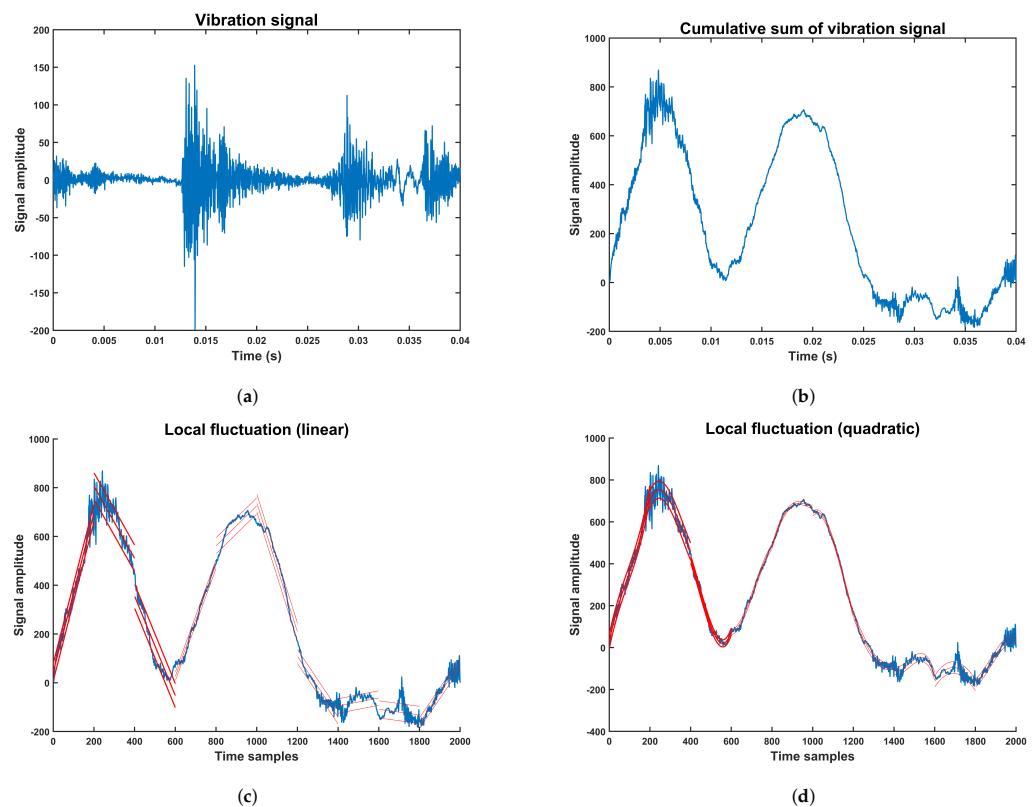 Vibration signal
200
150
100
50
0
-50
-100
-150
-200
Signal amplitude
0 0.005 0.01 0.015 0.02 0.025 0.03 0.035 0.04
Time (s)
(a)
Cumulative sum of vibration signal
1000
800
600
400
200
0
-200
Signal amplitude
0 0.005 0.01 0.015 0.02 0.025 0.03 0.035 0.04
Time (s)
(b)
Local fluctuation (linear)
1000
800
600
400
200
0
-200
Signal amplitude
0 200 400 600 800 1000 1200 1400 1600 1800 2000
Time samples
(c)
Local fluctuation (quadratic)
1000
800
600
400
200
0
-200
-400
Signal amplitude
0 200 400 600 800 1000 1200 1400 1600 1800 2000
Time samples
(d)